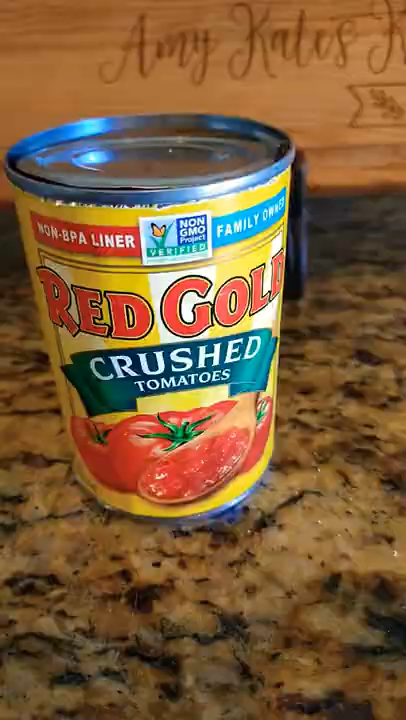 Amy Kate's
NON-BPA LINER
NON
GMO
Project
VERIFIED
FAMILY OWNED
RED GOLD
CRUSHED
TOMATOES